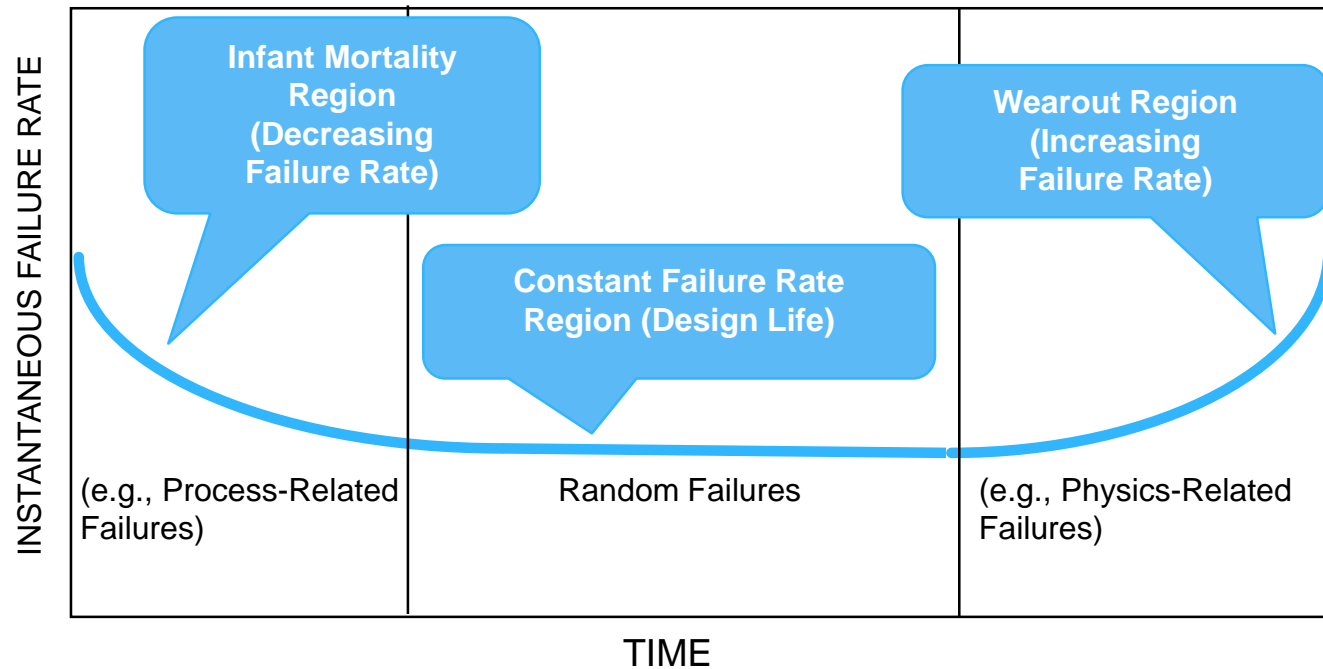 INSTANTANEOUS FAILURE RATE
Infant Mortality
Region
(Decreasing
Failure Rate)
Constant Failure Rate
Region (Design Life)
Wearout Region
(Increasing
Failure Rate)
(e.g., Process-Related
Failures)
Random Failures
(e.g., Physics-Related
Failures)
TIME